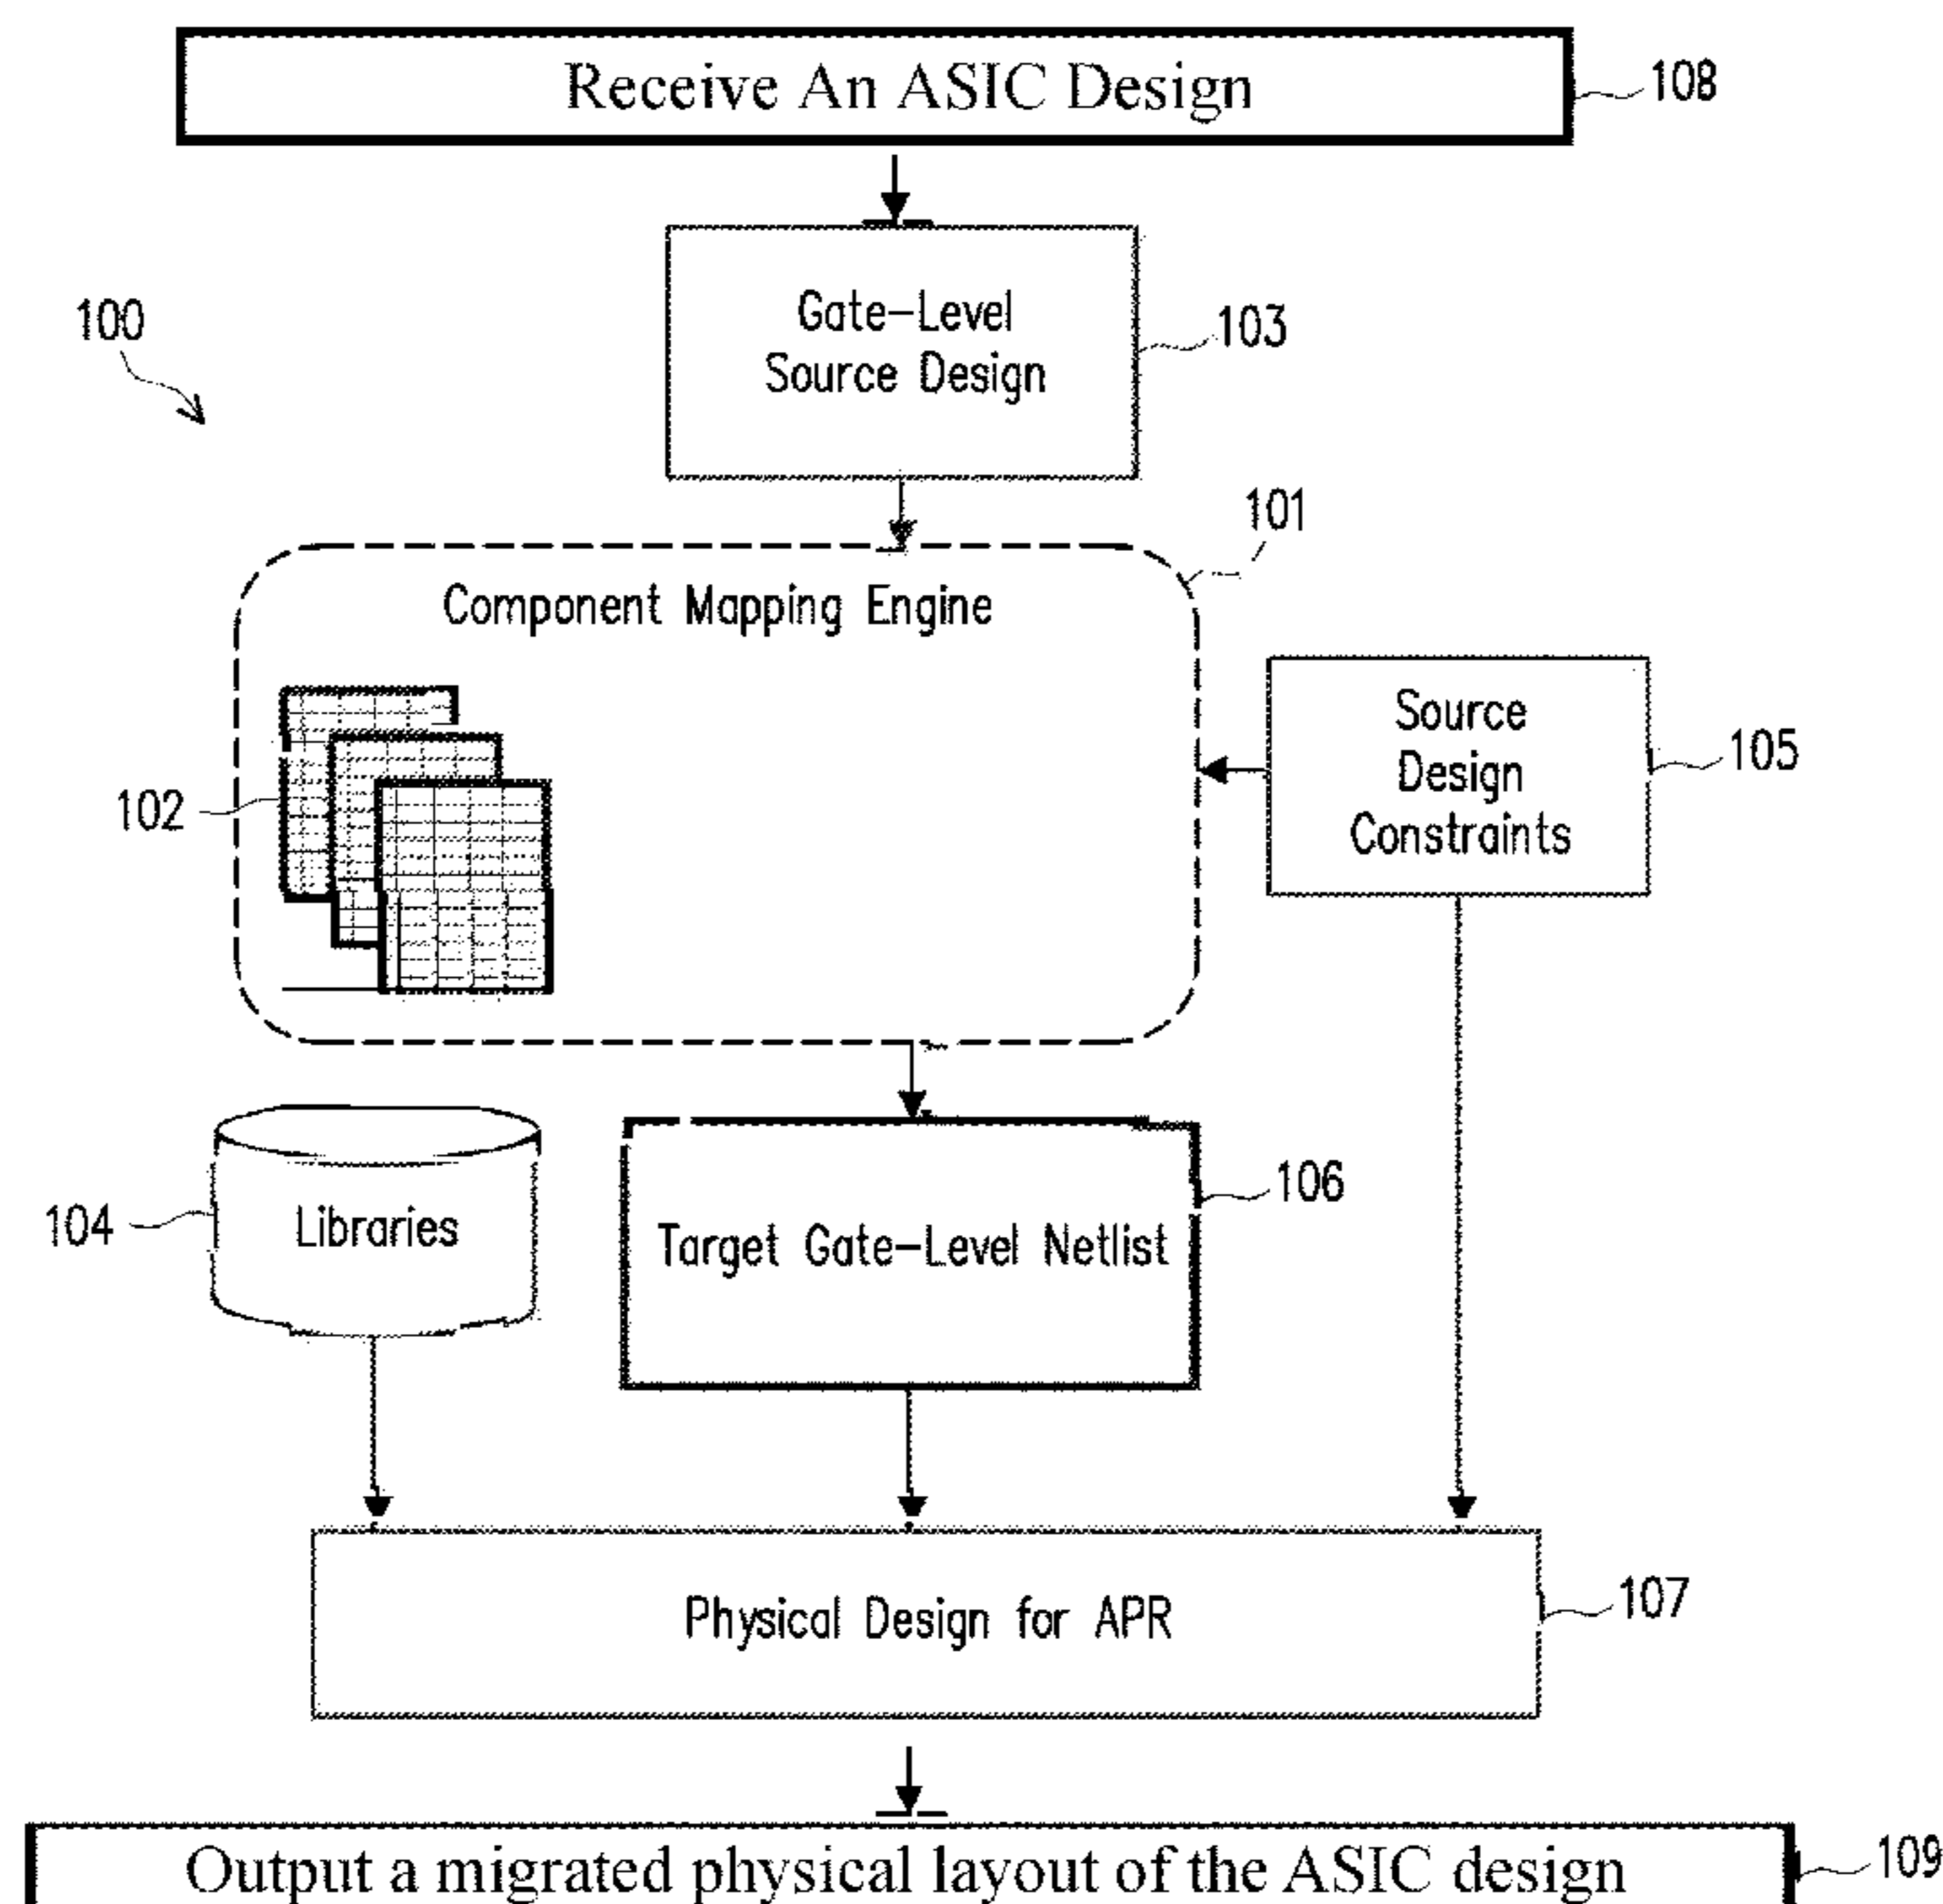 Receive An ASIC Design
108
Gate-Level
Source Design
103
100
101
Component Mapping Engine
102
Source
Design
Constraints
105
104
Libraries
Target Gate-Level Netlist
106
Physical Design for APR
107
Output a migrated physical layout of the ASIC design
109